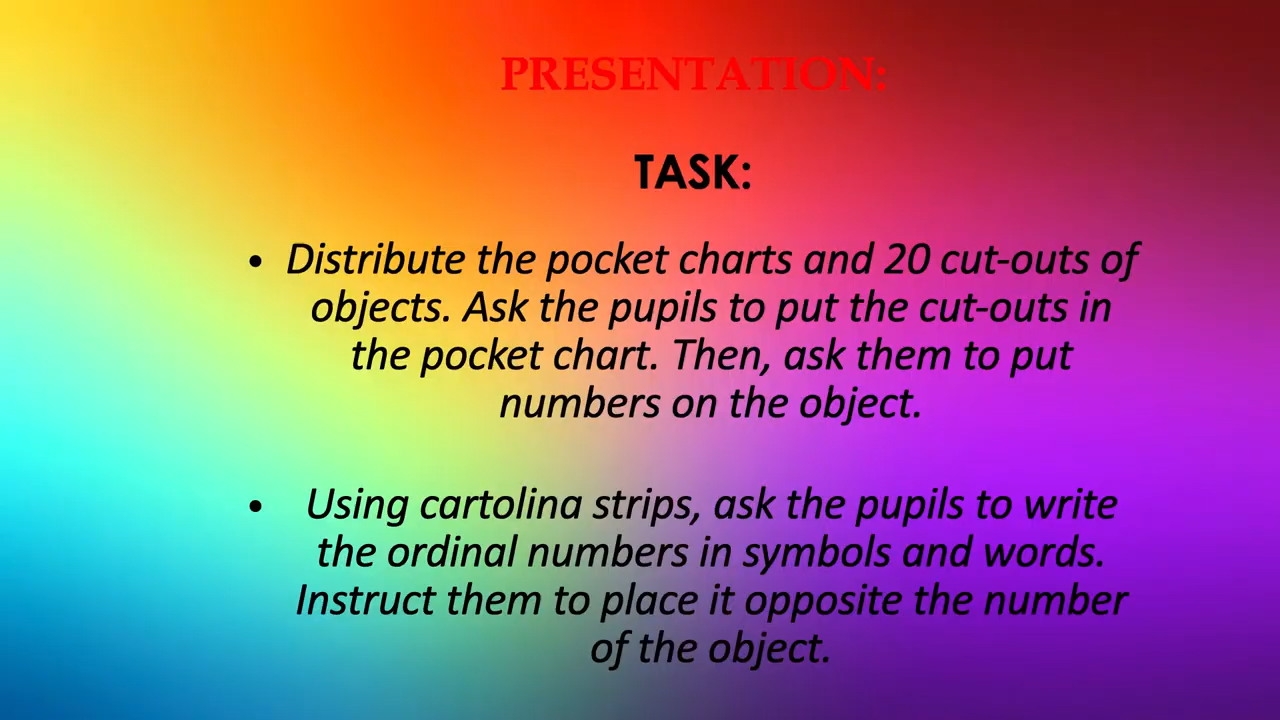 PRESENTATION:
TASK:
• Distribute the pocket charts and 20 cut-outs of
objects. Ask the pupils to put the cut-outs in
the pocket chart. Then, ask them to put
numbers on the object.
• Using cartolina strips, ask the pupils to write
the ordinal numbers in symbols and words.
Instruct them to place it opposite the number
of the object.